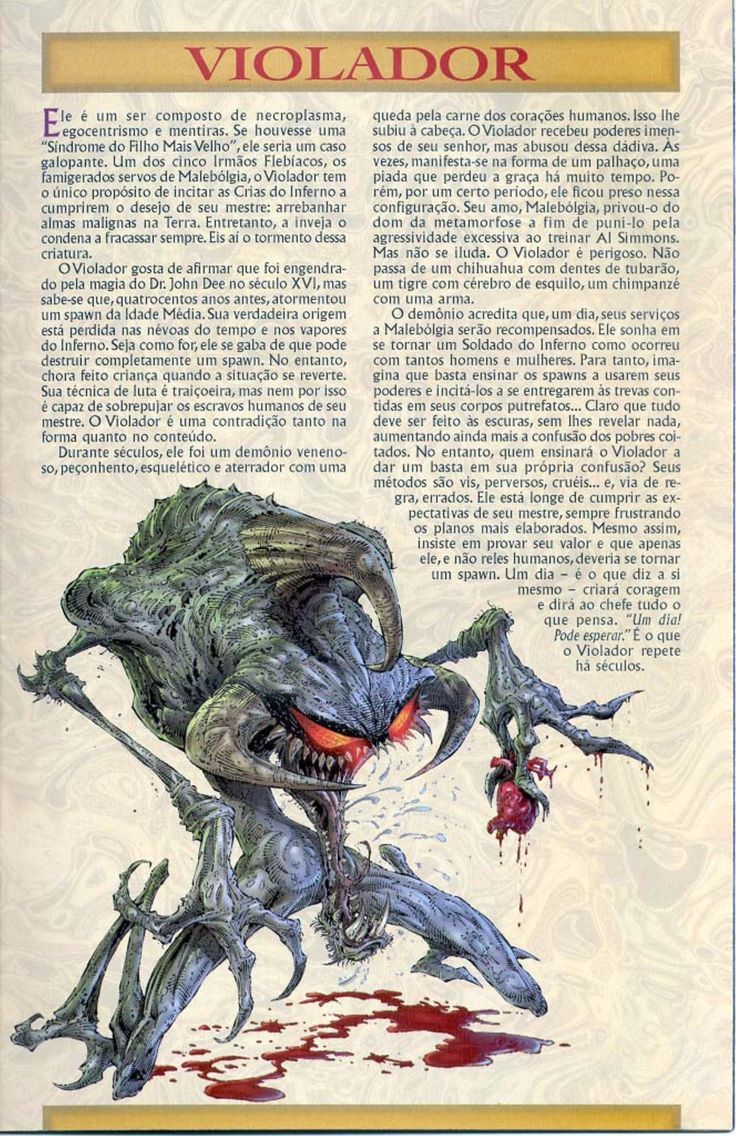 VIOLADOR
Ele é um ser composto de necroplasma,
egocentrismo e mentiras. Se houvesse uma
"Síndrome do Filho Mais Velho", ele seria um caso
galopante. Um dos cinco Irmãos Flebíacos, os
famigerados servos de Malebólgia, o Violador tem
o único propósito de incitar as Crias do Inferno a
cumprirem o desejo de seu mestre: arrebanhar
almas malignas na Terra. Entretanto, a inveja o
condena a fracassar sempre. Eis aí o tormento dessa
criatura.
O Violador gosta de afirmar que foi engendra-
do pela magia do Dr. John Dee no século XVI, mas
sabe-se que, quatrocentos anos antes, atormentou
um spawn da Idade Média. Sua verdadeira origem
está perdida nas névoas do tempo e nos vapores
do Inferno. Seja como for, ele se gaba de que pode
destruir completamente um spawn. No entanto,
chora feito criança quando a situação se reverte.
Sua técnica de luta é traiçoeira, mas nem por isso
é capaz de sobrepujar os escravos humanos de seu
mestre. O Violador é uma contradição tanto na
forma quanto no conteúdo.
Durante séculos, ele foi um demônio veneno-
so, peçonhento, esquelético e aterrador com uma
queda pela carne dos corações humanos. Isso lhe
subiu à cabeça. O Violador recebeu poderes imen-
sos de seu senhor, mas abusou dessa dádiva. Às
vezes, manifesta-se na forma de um palhaço, uma
piada que perdeu a graça há muito tempo. Po-
rém, por um certo período, ele ficou preso nessa
configuração. Seu amo, Malebólgia, privou-o do
dom da metamorfose a fim de puni-lo pela
agressividade excessiva ao treinar Al Simmons.
Mas não se iluda. O Violador é perigoso. Não
passa de um chihuahua com dentes de tubarão,
um tigre com cérebro de esquilo, um chimpanzé
com uma arma.
O demônio acredita que, um dia, seus serviços
a Malebólgia serão recompensados. Ele sonha em
se tornar um Soldado do Inferno como ocorreu
com tantos homens e mulheres. Para tanto, ima-
gina que basta ensinar os spawns a usarem seus
poderes e incitá-los a se entregarem às trevas con-
tidas em seus corpos putrefatos... Claro que tudo
deve ser feito às escuras, sem lhes revelar nada,
aumentando ainda mais a confusão dos pobres coi-
tados. No entanto, quem ensinará o Violador a
dar um basta em sua própria confusão? Seus
métodos são vis, perversos, cruéis... e, via de re-
gra, errados. Ele está longe de cumprir as ex-
pectativas de seu mestre, sempre frustrando
os planos mais elaborados. Mesmo assim,
insiste em provar seu valor e que apenas
ele, e não reles humanos, deveria se tornar
um spawn. Um dia – é o que diz a si
mesmo – criará coragem
e dirá ao chefe tudo o
que pensa. "Um dia!
Pode esperar." É o que
o Violador repete
há séculos.